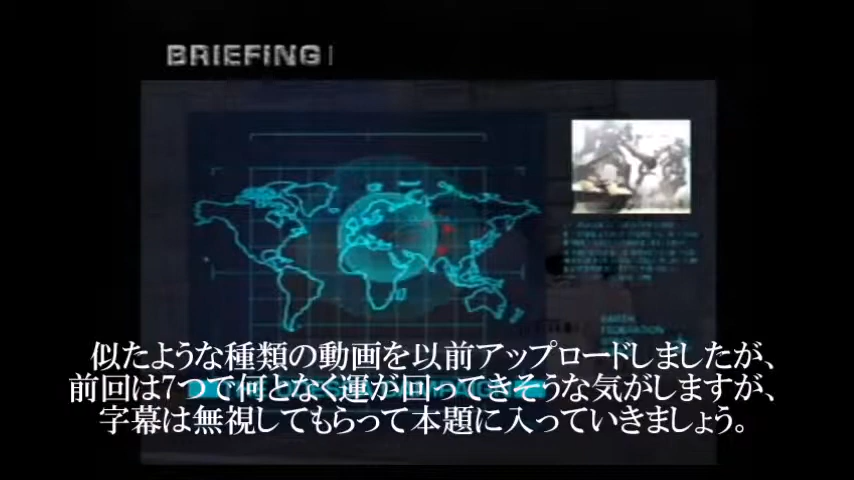 BRIEFING
EARTH
FEDERATION
似たような種類の動画を以前アップロードしましたが、
前回は7つで何となく運が回ってきそうな気がしますが、
字幕は無視してもらって本題に入っていきましょう。